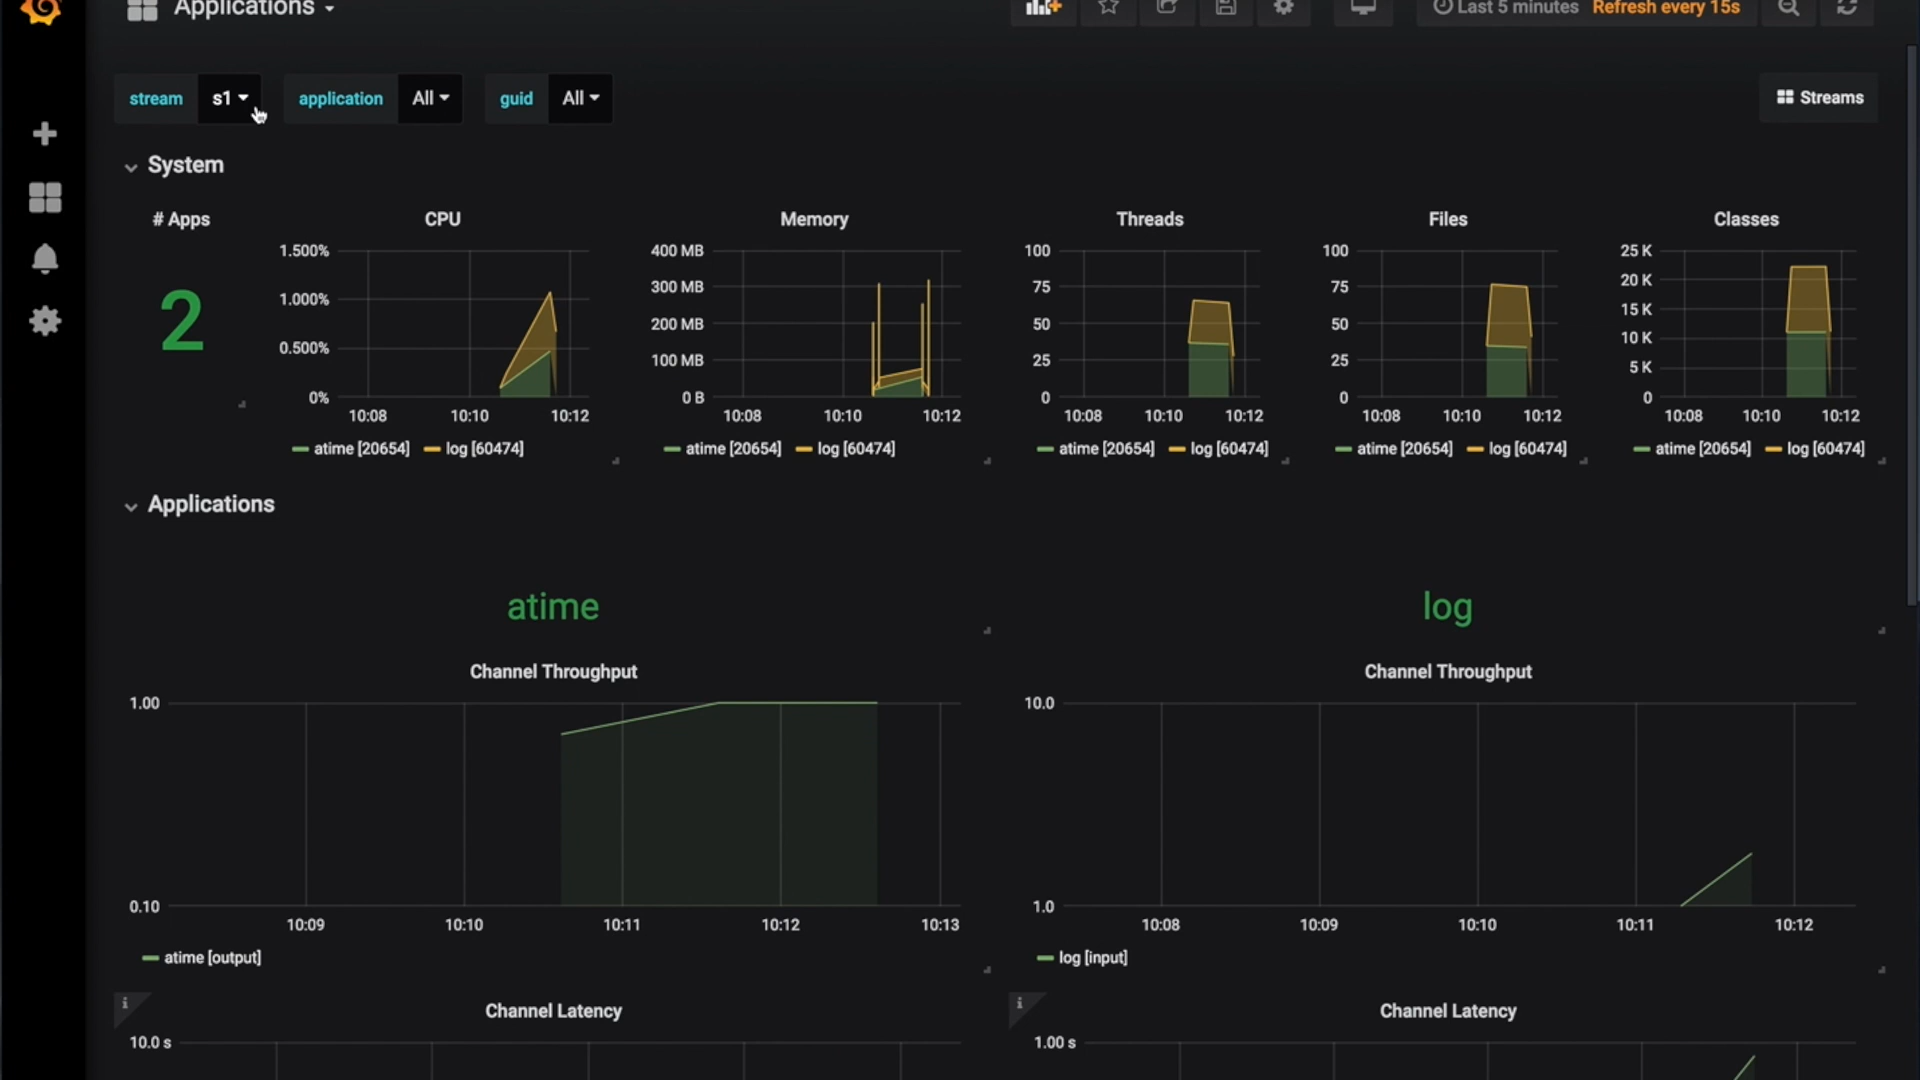 Applications
Last 5 minutes Refresh every 15s
stream s1 application All guid All Streams
System
# Apps CPU Memory Threads Files Classes
2
1.500% 1.000% 0.500% 0%
10:08 10:10 10:12
atime [20654] log [60474]
400 MB 300 MB 200 MB 100 MB 0 B
10:08 10:10 10:12
atime [20654] log [60474]
100 75 50 25 0
10:08 10:10 10:12
atime [20654] log [60474]
100 75 50 25 0
10:08 10:10 10:12
atime [20654] log [60474]
25 K 20 K 15 K 10 K 5 K 0
10:08 10:10 10:12
atime [20654] log [60474]
Applications
atime
Channel Throughput
1.00
0.10
10:09 10:10 10:11 10:12 10:13
atime [output]
i
Channel Latency
10.0 s
log
Channel Throughput
10.0
1.0
10:08 10:09 10:10 10:11 10:12
log [input]
i
Channel Latency
1.00 s